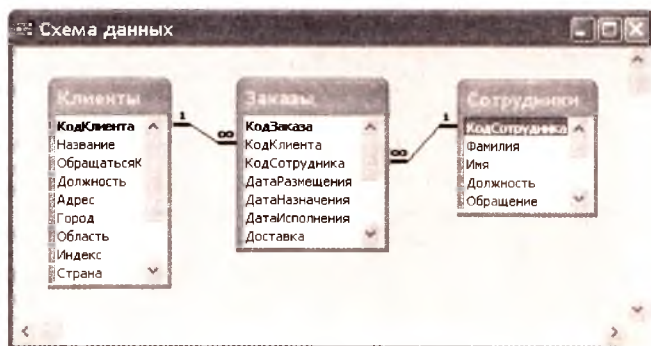 Схема данных
Клиенты
КодКлиента
Название
ОбращатьсяК
Должность
Адрес
Город
Область
Индекс
Страна
1
∞
Заказы
КодЗаказа
КодКлиента
КодСотрудника
ДатаРазмещения
ДатаНазначения
ДатаИсполнения
Доставка
∞
1
Сотрудники
КодСотрудника
Фамилия
Имя
Должность
Обращение